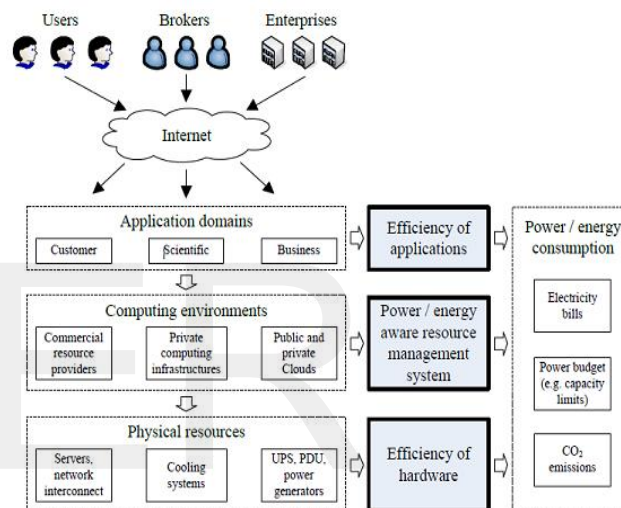 Users Brokers Enterprises
Internet
Application domains
Customer Scientific Business
Efficiency of
applications
Power / energy
consumption
Computing environments
Commercial
resource
providers
Private
computing
infrastructures
Public and
private
Clouds
Power / energy
aware resource
management
system
Electricity
bills
Power budget
(e.g. capacity
limits)
Physical resources
Servers,
network
interconnect
Cooling
systems
UPS, PDU,
power
generators
Efficiency of
hardware
CO₂
emissions
ER